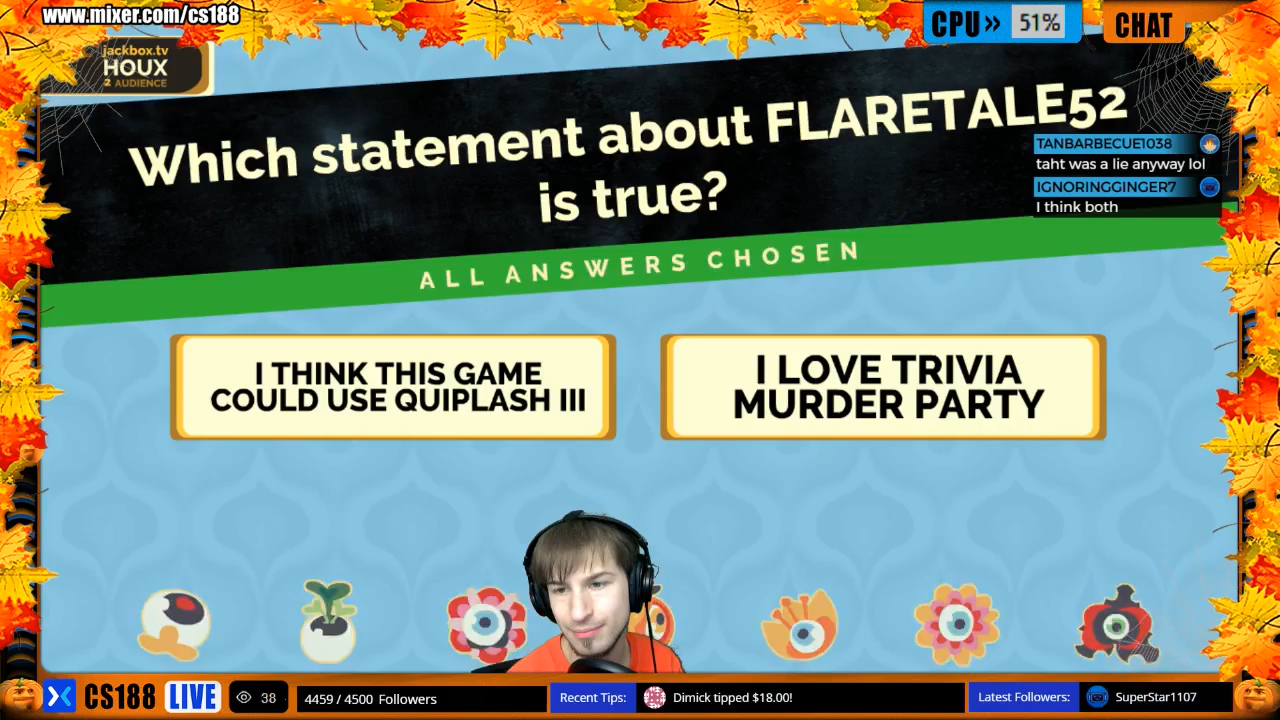 www.mixer.com/cs188
CPU»
51%
CHAT
jackbox.tv
HOUX
2 AUDIENCE
Which statement about FLARETALE52
is true?
TANBARBECUE1038
taht was a lie anyway lol
IGNORINGGINGER7
I think both
ALL ANSWERS CHOSEN
I THINK THIS GAME
COULD USE QUIPLASH III
I LOVE TRIVIA
MURDER PARTY
CS188 LIVE
38
4459 / 4500 Followers
Recent Tips:
Dimick tipped $18.00!
Latest Followers:
SuperStar1107